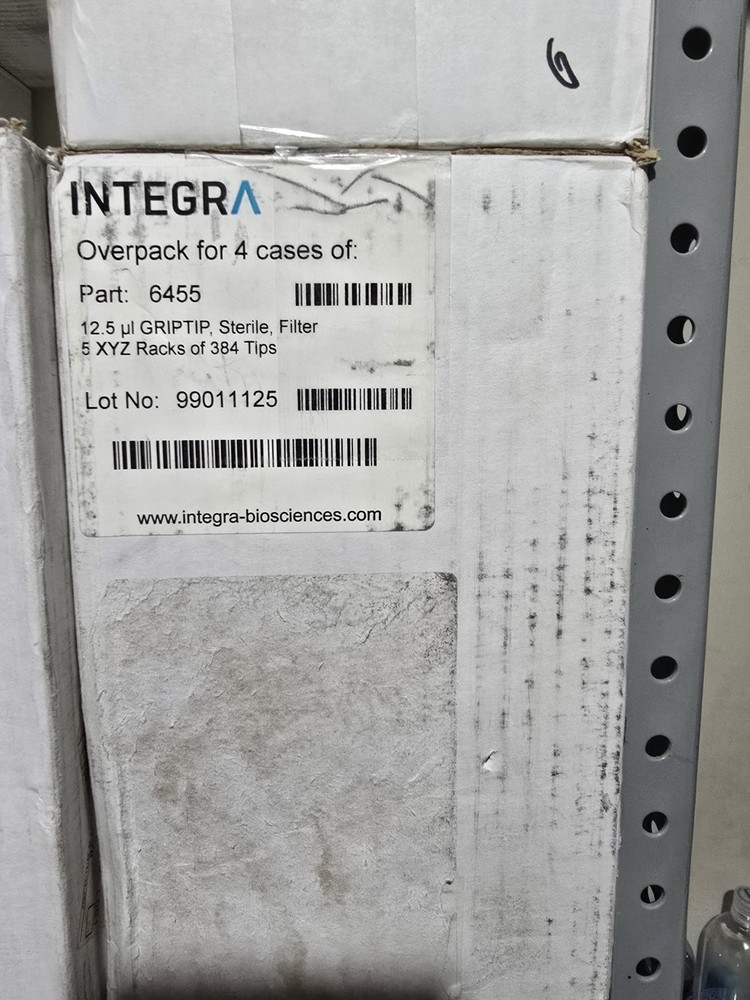 6
INTEGRA
Overpack for 4 cases of:
Part: 6455
12.5 µl GRIPTIP, Sterile, Filter
5 XYZ Racks of 384 Tips
Lot No: 99011125
www.integra-biosciences.com